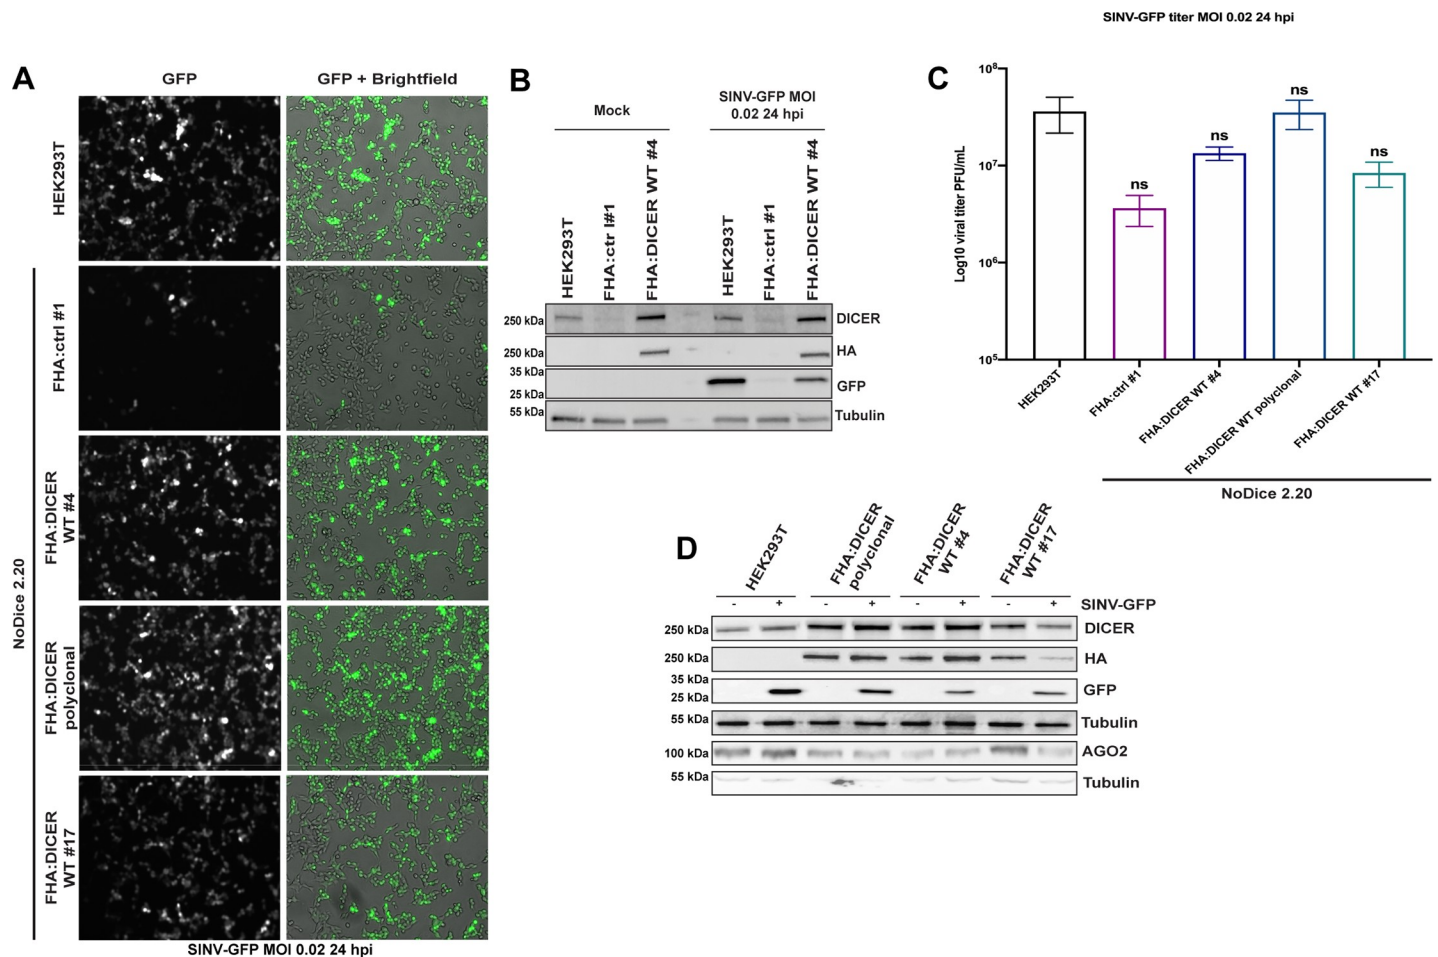 SINV-GFP titer MOI 0.02 24 hpi
A
GFP
GFP + Brightfield
HEK293T
FHA:ctrl #1
FHA:DICER
WT #4
FHA:DICER
polyclonal
FHA:DICER
WT #17
NoDice 2.20
SINV-GFP MOI 0.02 24 hpi
B
Mock
SINV-GFP MOI
0.02 24 hpi
HEK293T
FHA:ctr l#1
FHA:DICER WT #4
HEK293T
FHA:ctrl #1
FHA:DICER WT #4
250 kDa
DICER
250 kDa
HA
35 kDa
25 kDa
GFP
55 kDa
Tubulin
C
Log10 viral titer PFU/mL
10⁸
10⁷
10⁶
10⁵
ns
ns
ns
ns
HEK293T
FHA:ctrl #1
FHA:DICER WT #4
FHA:DICER WT polyclonal
FHA:DICER WT #17
NoDice 2.20
D
HEK293T
FHA:DICER
polyclonal
FHA:DICER
WT #4
FHA:DICER
WT #17
- + - + - + - + SINV-GFP
250 kDa
DICER
250 kDa
HA
35 kDa
25 kDa
GFP
55 kDa
Tubulin
100 kDa
AGO2
55 kDa
Tubulin